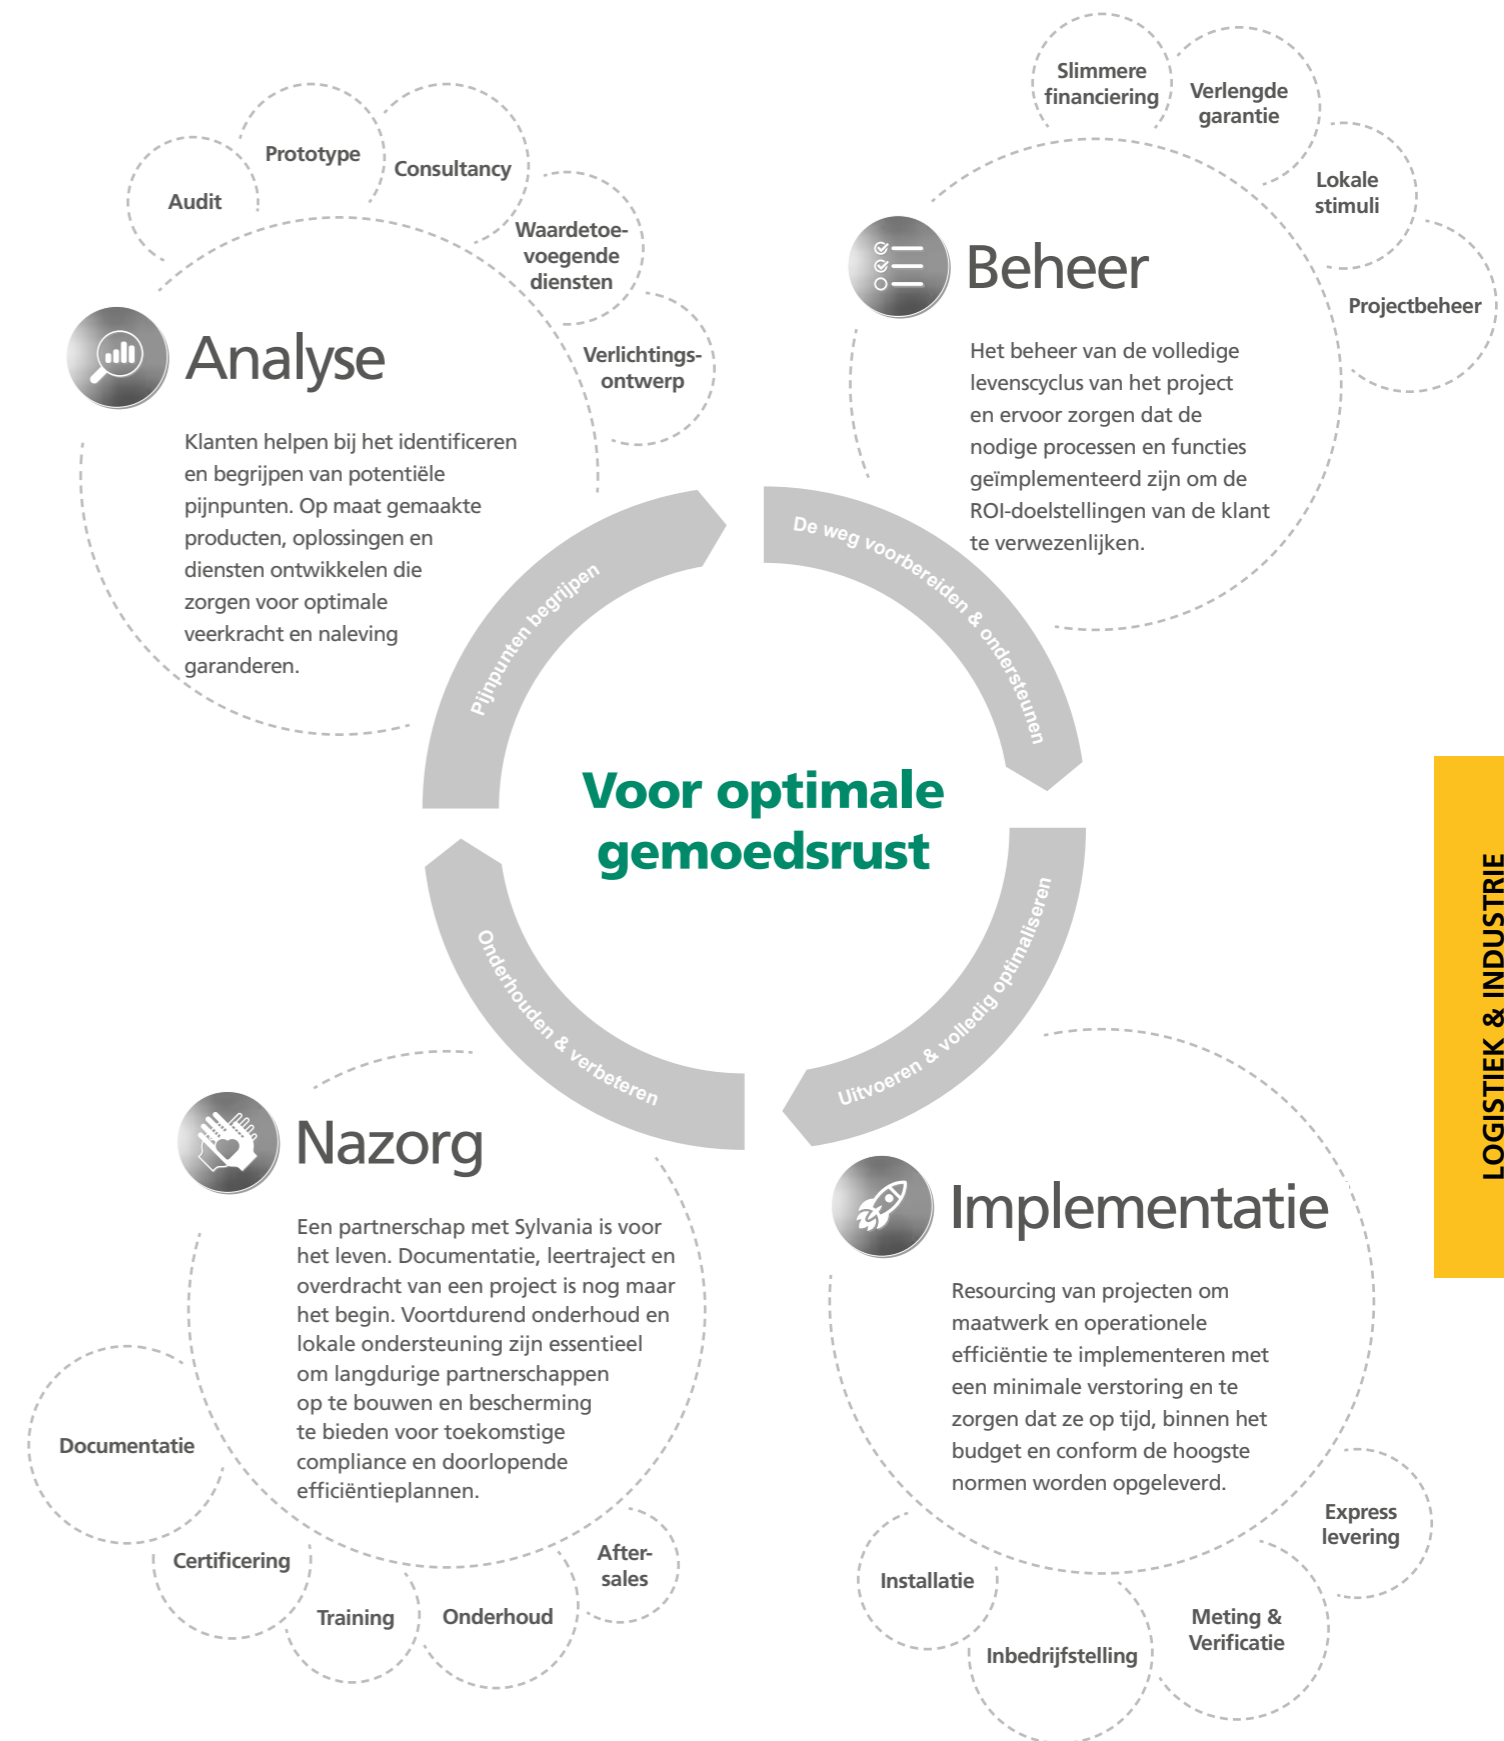 Audit
Prototype
Consultancy
Waardetoe-
voegende
diensten
Verlichtings-
ontwerp
Analyse
Klanten helpen bij het identificeren
en begrijpen van potentiële
pijnpunten. Op maat gemaakte
producten, oplossingen en
diensten ontwikkelen die
zorgen voor optimale
veerkracht en naleving
garanderen.
Slimmere
financiering
Verlengde
garantie
Lokale
stimuli
Projectbeheer
Beheer
Het beheer van de volledige
levenscyclus van het project
en ervoor zorgen dat de
nodige processen en functies
geïmplementeerd zijn om de
ROI-doelstellingen van de klant
te verwezenlijken.
Pijnpunten begrijpen
De weg voorbereiden & ondersteunen
Voor optimale
gemoedsrust
Onderhouden & verbeteren
Uitvoeren & volledig optimaliseren
LOGISTIEK & INDUSTRIE
Nazorg
Een partnerschap met Sylvania is voor
het leven. Documentatie, leertraject en
overdracht van een project is nog maar
het begin. Voortdurend onderhoud en
lokale ondersteuning zijn essentieel
om langdurige partnerschappen
op te bouwen en bescherming
te bieden voor toekomstige
compliance en doorlopende
efficiëntieplannen.
Documentatie
Certificering
Training
Onderhoud
After-
sales
Implementatie
Resourcing van projecten om
maatwerk en operationele
efficiëntie te implementeren met
een minimale verstoring en te
zorgen dat ze op tijd, binnen het
budget en conform de hoogste
normen worden opgeleverd.
Installatie
Inbedrijfstelling
Meting &
Verificatie
Express
levering